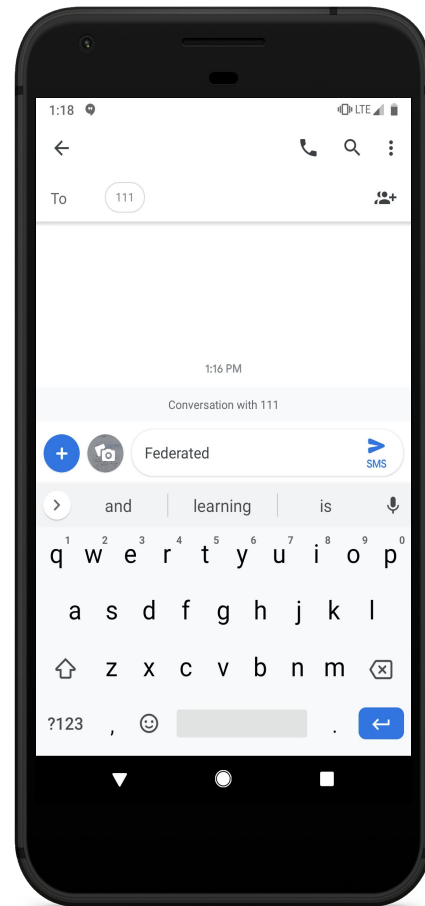 1:18 LTE
To 111
1:16 PM
Conversation with 111
Federated
SMS
and learning is
1 2 3 4 5 6 7 8 9 0
q w e r t y u i o p
a s d f g h j k l
z x c v b n m
?123 , .